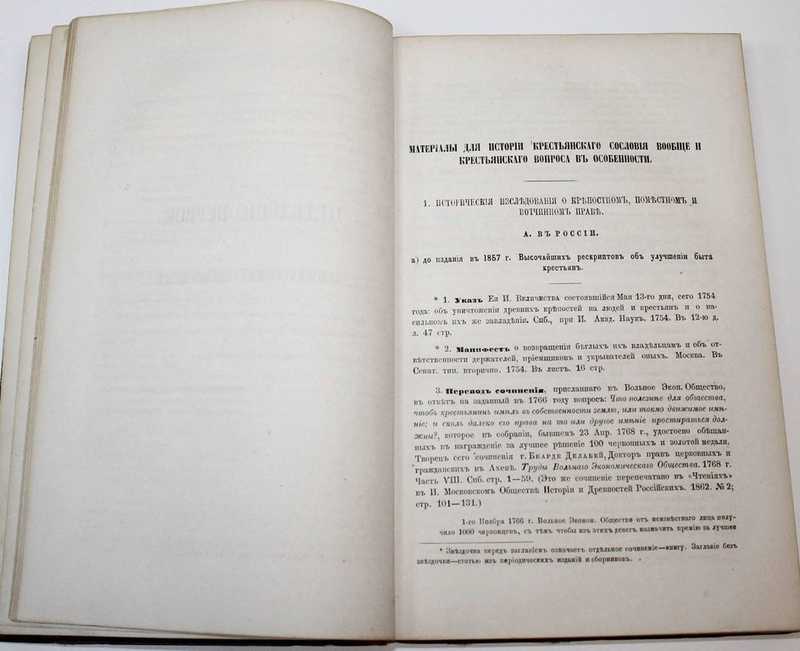 МАТЕРІАЛЫ ДЛЯ ИСТОРІИ КРЕСТЬЯНСКАГО СОСЛОВІЯ ВООБЩЕ И
КРЕСТЬЯНСКАГО ВОПРОСА ВЪ ОСОБЕННОСТИ.
1. ИСТОРИЧЕСКІЯ ИЗСЛѢДОВАНІЯ О КРѢПОСТНОМЪ, ПОМѢСТНОМЪ И
ВОТЧИННОМЪ ПРАВѢ.
А. ВЪ РОССІИ.
а) до изданія въ 1857 г. Высочайшихъ рескриптовъ объ улучшеніи быта
крестьянъ.
* 1. Указъ Ея И. Величества состоявшійся Мая 13-го дня, сего 1754
года: объ уничтоженіи древнихъ крѣпостей на людей и крестьянъ и о на-
сильномъ ихъ же завладѣніи. Спб., при И. Акад. Наукъ. 1754. Въ 12-ю д.
л. 47 стр.
* 2. Манифестъ о возвращеніи бѣглыхъ ихъ владѣльцамъ и объ от-
вѣтственности держателей, пріемщиковъ и укрывателей оныхъ. Москва. Въ
Сенат. тип. вторично. 1754. Въ листъ. 16 стр.
3. Переводъ сочиненія, присланнаго въ Вольное Экон. Общество,
въ отвѣтъ на заданный въ 1766 году вопросъ: Что полезнѣе для общества,
чтобъ крестьянинъ имѣлъ въ собственности землю, или токмо движимое имѣ-
ніе; и сколь далеко его права на то или другое имѣніе простираться дол-
жны?, которое въ собраніи, бывшемъ 23 Апр. 1768 г., удостоено обѣщан-
ныхъ въ награжденіе за лучшее рѣшеніе 100 червонныхъ и золотой медали.
Творецъ сего сочиненія г. Беарде Делабей, Докторъ правъ церковныхъ и
гражданскихъ въ Ахенѣ. Труды Вольнаго Экономическаго Общества. 1768 г.
Часть VIII. Спб. стр. 1—59. (Это же сочиненіе перепечатано въ «Чтеніяхъ»
въ И. Московскомъ Обществѣ Исторіи и Древностей Россійскихъ. 1862. № 2;
стр. 101—131.)
1-го Ноября 1766 г. Вольное Эконом. Общество отъ неизвѣстнаго лица полу-
чило 1000 червонцевъ, съ тѣмъ чтобы изъ этихъ денегъ назначить премію за лучшее
* Звѣздочка передъ заглавіемъ означаетъ отдѣльное сочиненіе—книгу. Заглавіе безъ
звѣздочки—статью изъ періодическихъ изданій и сборниковъ.